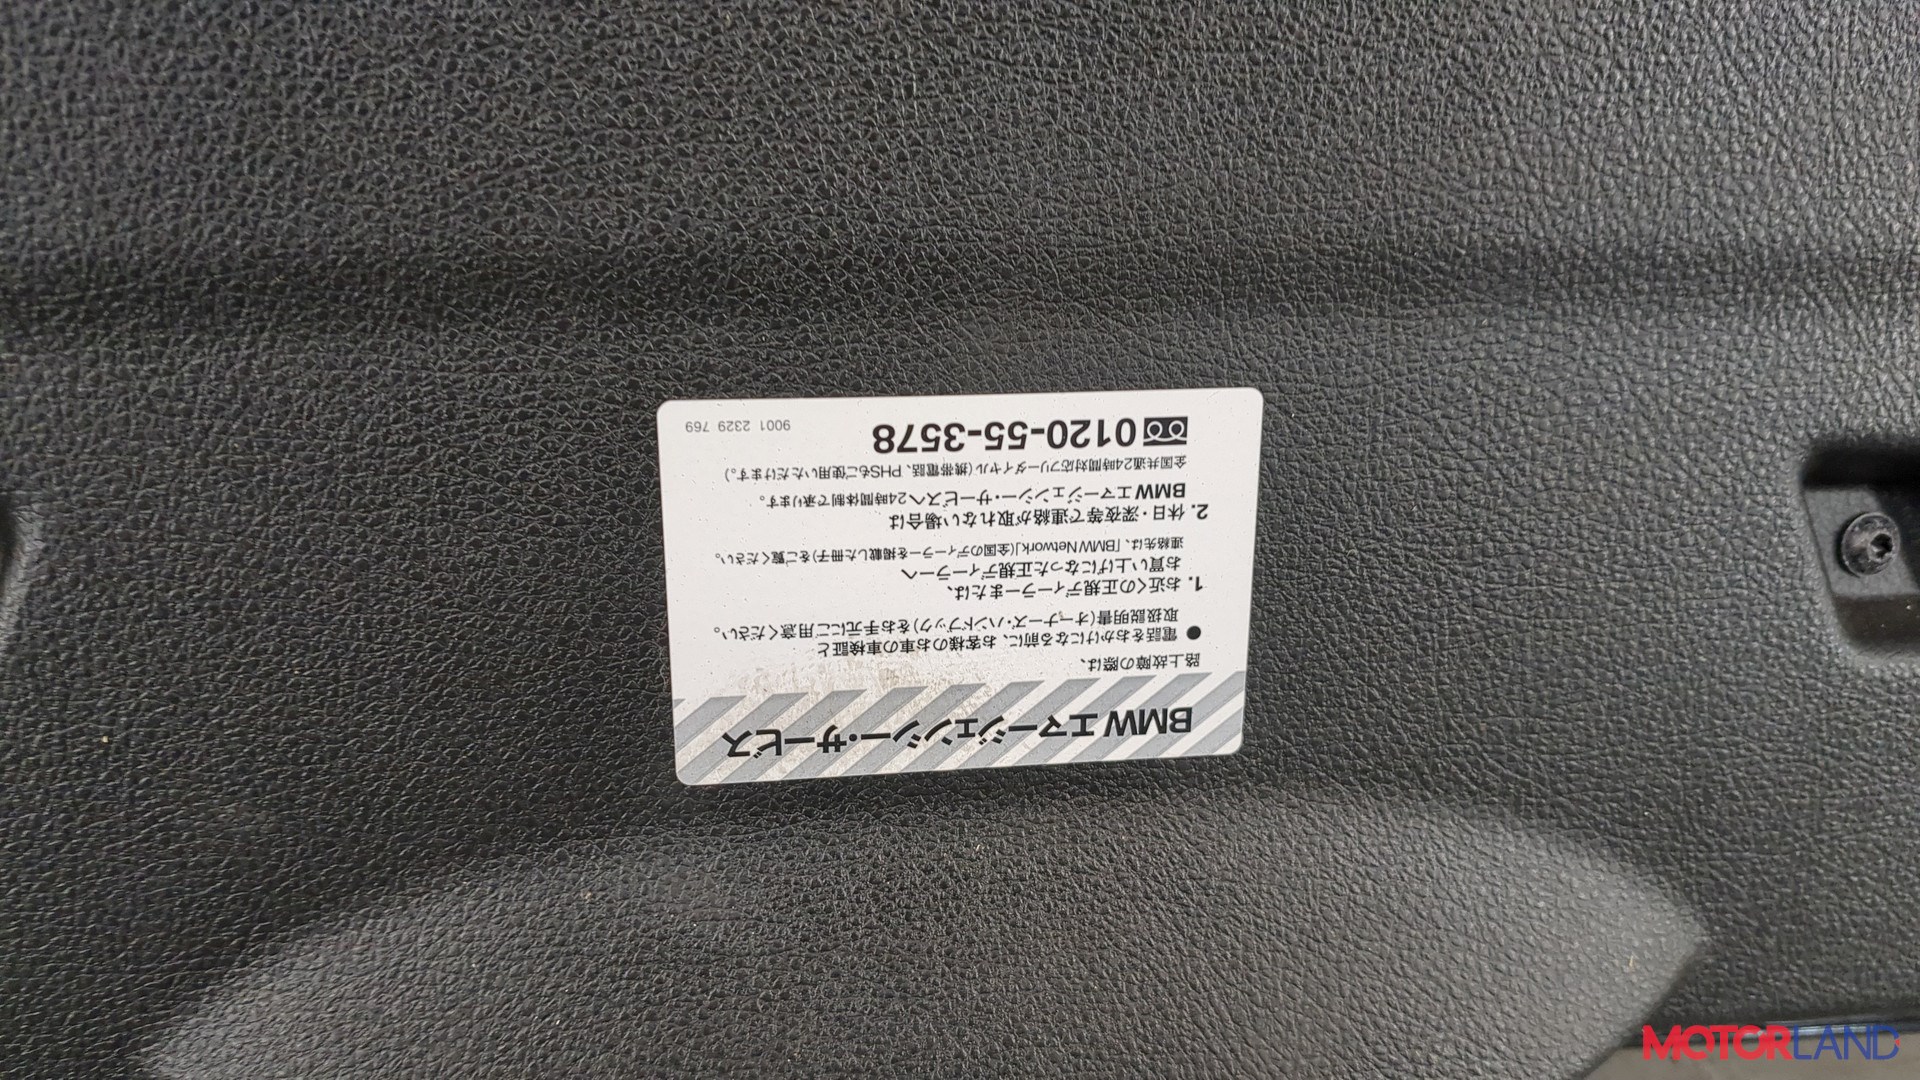 BMW エマージェンシー・サービス
路上故障の際は、
● 電話をおかけになる前に、お客様のお車の車検証と
取扱説明書(オーナーズ・ハンドブック)をお手元にご用意ください。
1. お近くの正規ディーラーまたは、
お買い上げになった正規ディーラーへ
連絡先は、「BMW Network」(全国のディーラーを掲載した冊子)をご覧ください。
2. 休日・深夜等で連絡が取れない場合は
BMW エマージェンシー・サービスへ24時間体制で承ります。
全国共通24時間対応フリーダイヤル(携帯電話、PHSもご使用いただけます。)
0120-55-3578
9001 2329 769
MOTORLAND